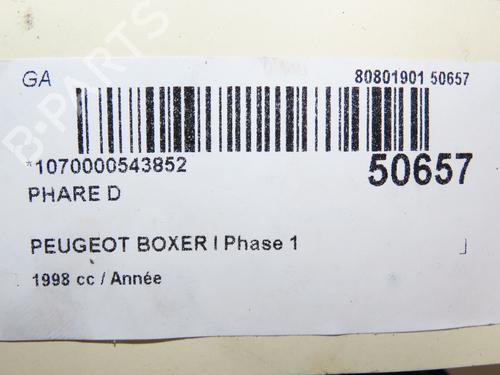 GA 80801901 50657
*1070000543852 50657
PHARE D
PEUGEOT BOXER I Phase 1
1998 cc / Année
B-PARTS